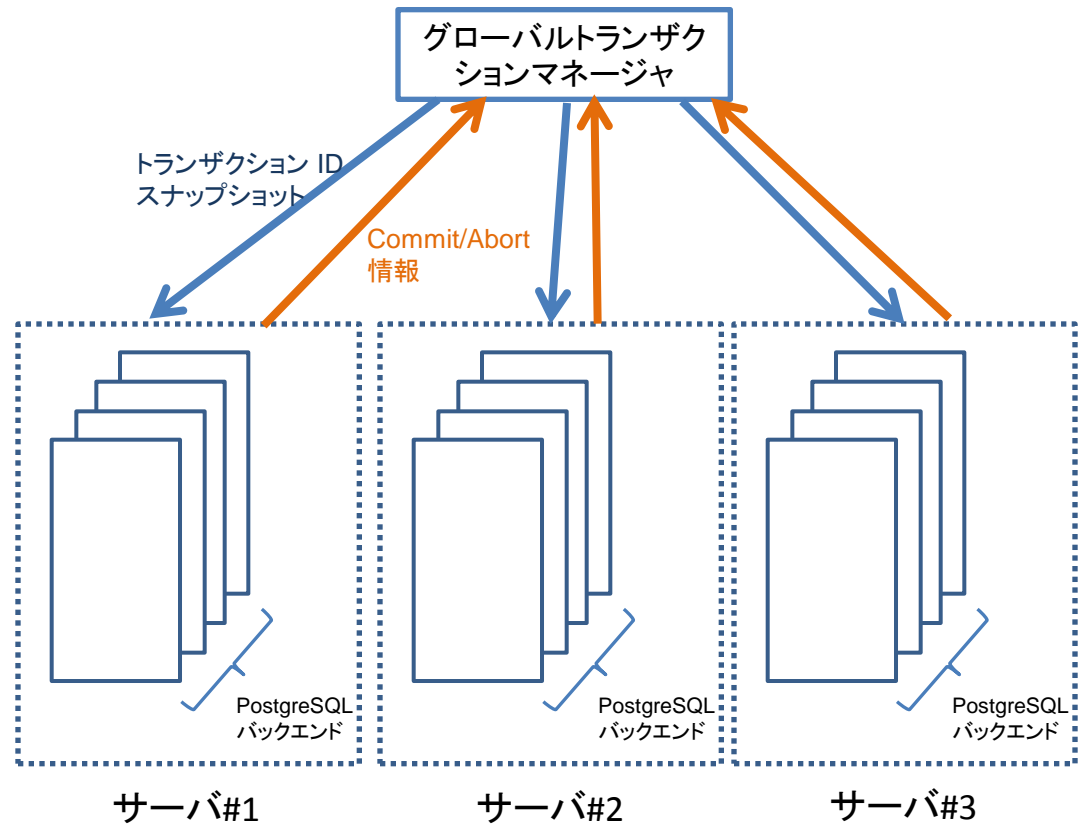 グローバルトランザク
ションマネージャ
トランザクション ID
スナップショット
Commit/Abort
情報
PostgreSQL
バックエンド
PostgreSQL
バックエンド
PostgreSQL
バックエンド
サーバ#1
サーバ#2
サーバ#3